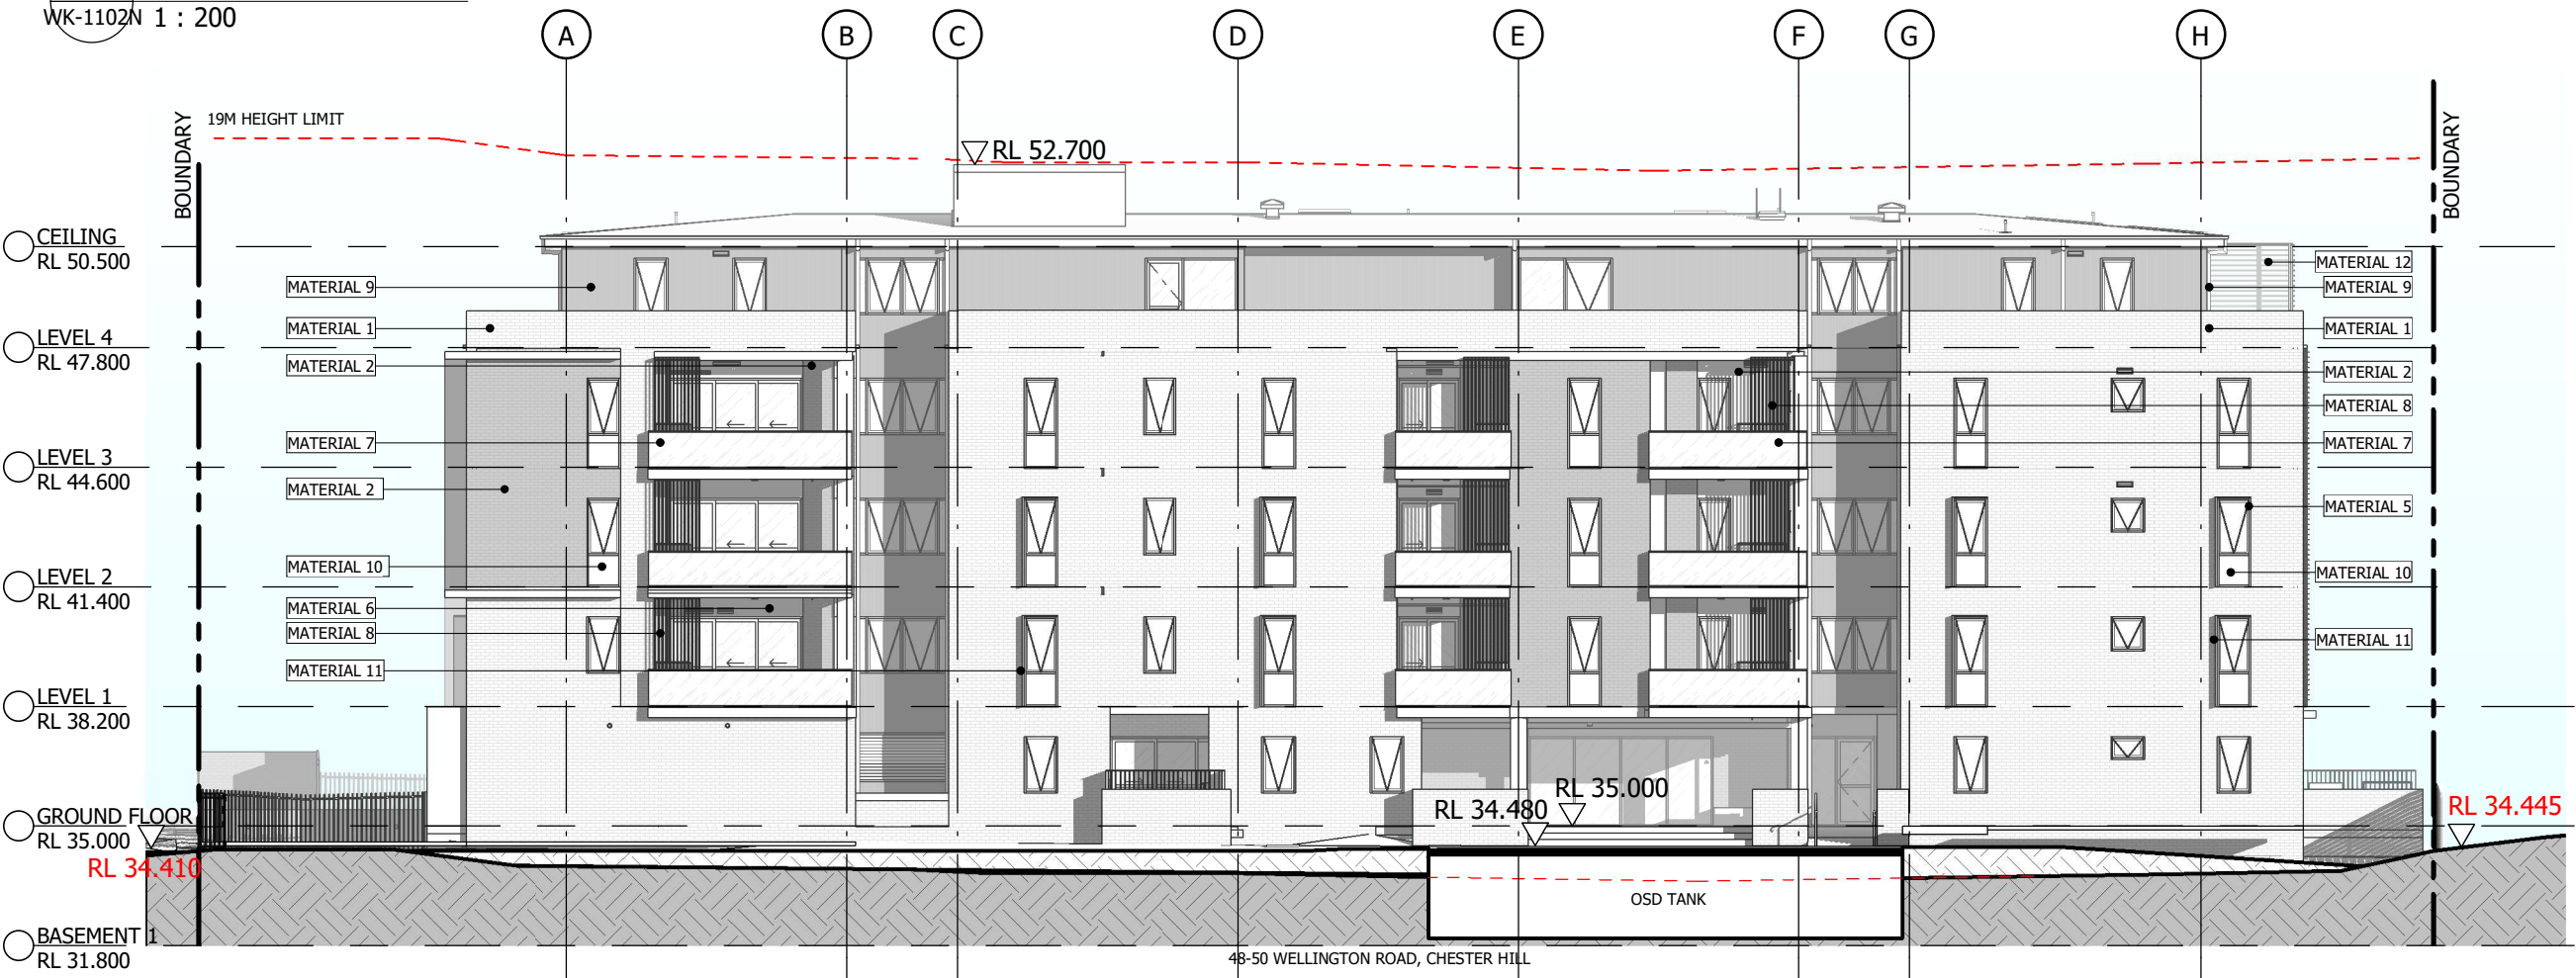 WK-1102N 1 : 200
A
B
C
D
E
F
G
H
BOUNDARY
19M HEIGHT LIMIT
RL 52.700
BOUNDARY
CEILING
RL 50.500
LEVEL 4
RL 47.800
LEVEL 3
RL 44.600
LEVEL 2
RL 41.400
LEVEL 1
RL 38.200
GROUND FLOOR
RL 35.000
RL 34.410
BASEMENT 1
RL 31.800
MATERIAL 9
MATERIAL 1
MATERIAL 2
MATERIAL 7
MATERIAL 2
MATERIAL 10
MATERIAL 6
MATERIAL 8
MATERIAL 11
MATERIAL 12
MATERIAL 9
MATERIAL 1
MATERIAL 2
MATERIAL 8
MATERIAL 7
MATERIAL 5
MATERIAL 10
MATERIAL 11
RL 35.000
RL 34.480
RL 34.445
OSD TANK
48-50 WELLINGTON ROAD, CHESTER HILL